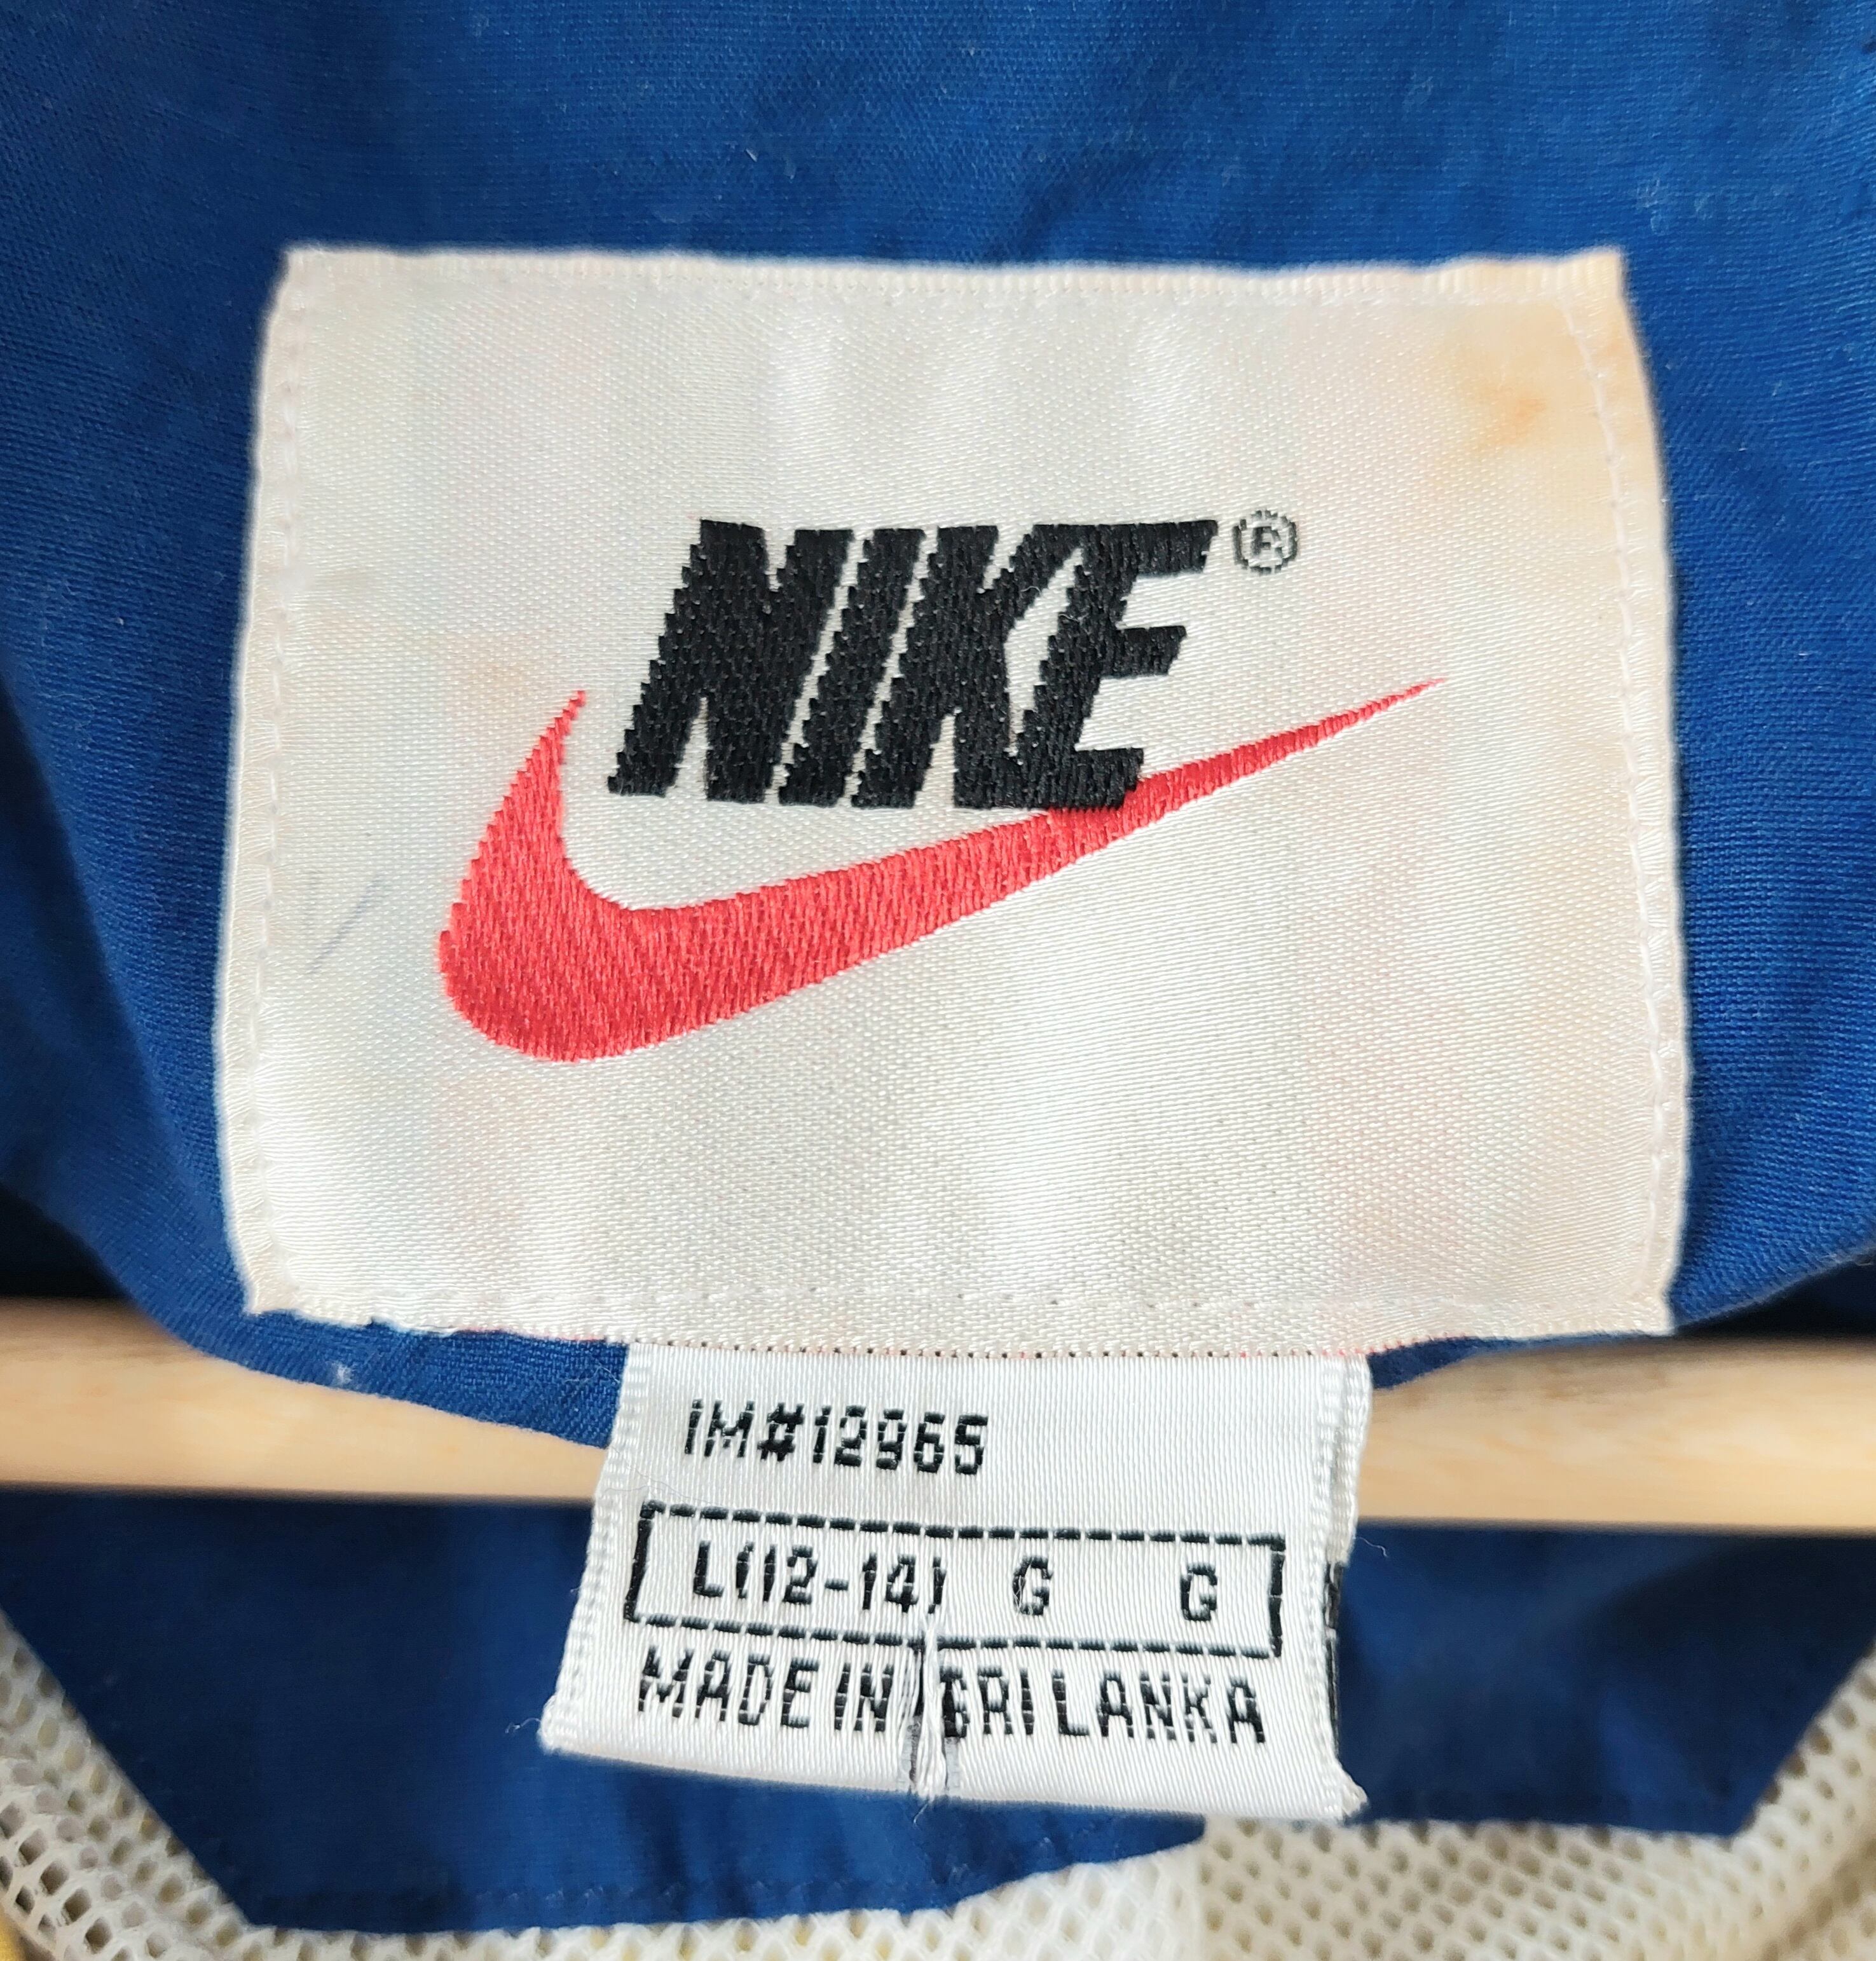 NIKE®
IM#12965
L(12-14) G G
MADE IN SRI LANKA